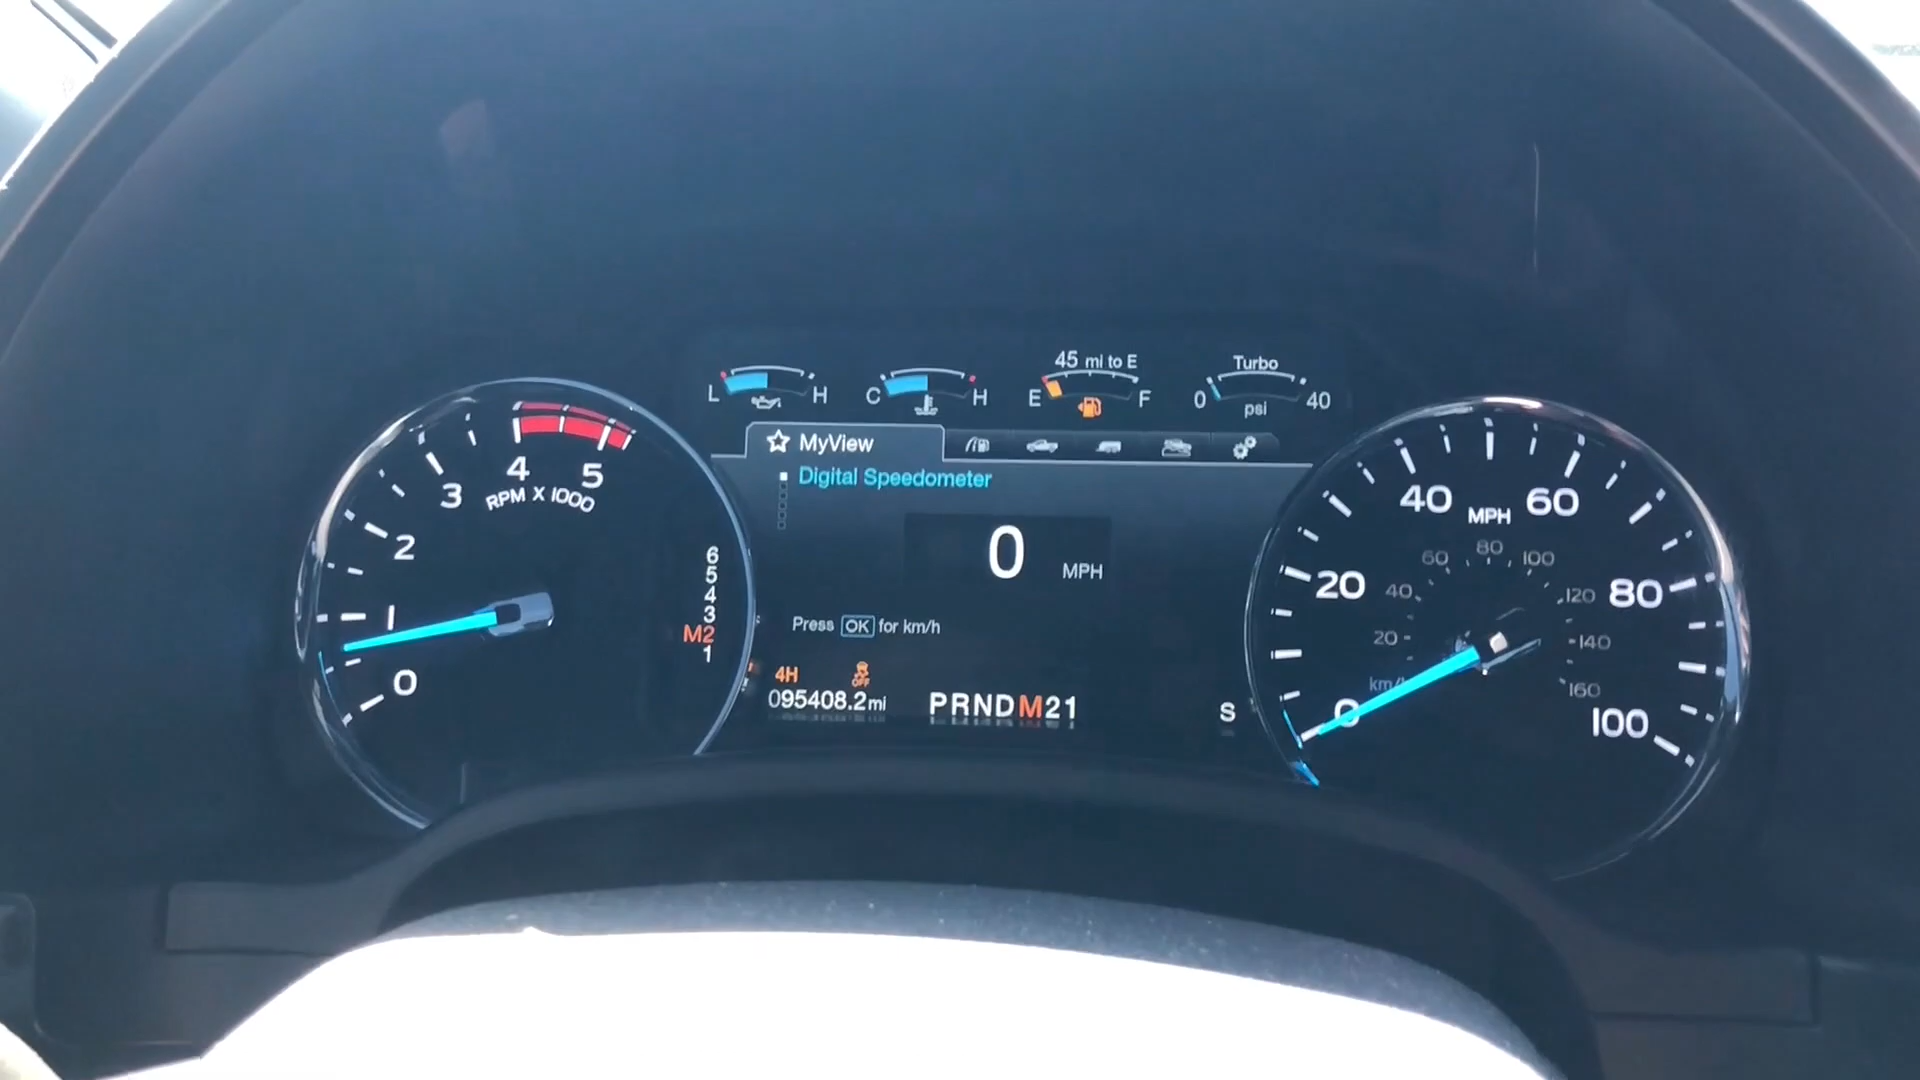 45 mi to E
Turbo
L H
C H
E F
0 40
psi
MyView
Digital Speedometer
0 MPH
Press OK for km/h
4H
OFF
095408.2mi
PRNDM21
S
0
1
2
3
4
5
RPM X 1000
6
5
4
3
M2
1
0
20
40
60
80
100
MPH
20
40
60
80
100
120
140
160
km/